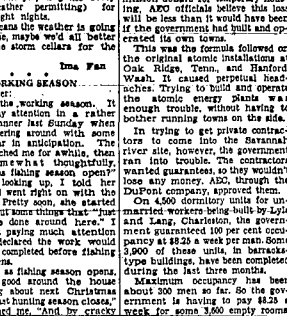 eather permitting) for
ght nights.
eans the weather is going
e, maybe we'd all better
e storm cellars for the
Ima Fan
ORKING SEASON
er:
the working season. It
y attention in a rather
nner last Sunday when
ering around with some
ar in anticipation. The
ched me for awhile, then
mewhat thoughtfully,
s fishing season, open?"
looking up, I told her
went right on with the
Pretty soon, she started
ut some things that "just
e done around here." I
paying much attention
declared the work would
completed before fishing
ens.
as fishing season opens,
good around the house
about next Christmas
st hunting season closes,"
ned me, "And by cracky
ing, AEC officials believe this loss
will be less than it would have been
if the government had built and op-
erated its own towns.
This was the formula followed on
the original atomic installations at
Oak Ridge, Tenn., and Hanford
Wash. It caused perpetual head-
aches. Trying to build and operate
the atomic energy plants was
enough trouble, without having to
bother running towns on the side.
In trying to get private contrac-
tors to come into the Savannah
river site, however, the government
ran into trouble. The contractors
wanted guarantees, so they wouldn't
lose any money. AEC, through the
DuPont company, approved them.
On 4,500 dormitory units for un-
married workers being built by Lyle
and Lang, Charleston, the govern-
ment guaranteed 100 per cent occu-
pancy at $8.25 a week per man. Some
3,900 of these units, in barracks-
type buildings, have been completed
during the last three months.
Maximum occupancy has been
about 300 men so far. So the gov-
ernment is having to pay $8.25 a
week for some 3,600 empty rooms